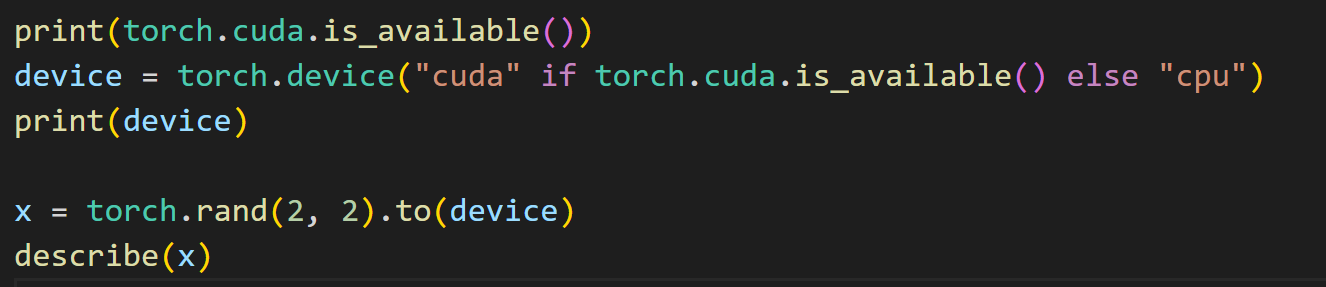 print(torch.cuda.is_available())
device = torch.device("cuda" if torch.cuda.is_available() else "cpu")
print(device)
x = torch.rand(2, 2).to(device)
describe(x)